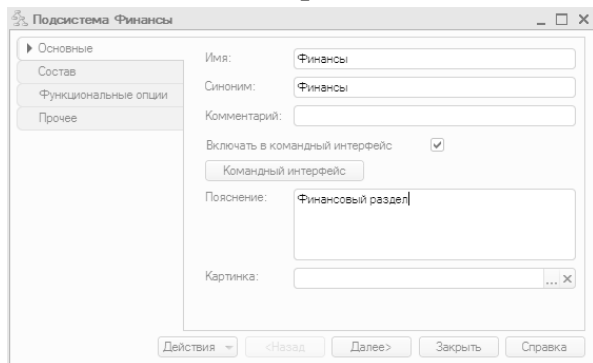 Подсистема Финансы
Основные
Состав
Функциональные опции
Прочее
Имя: Финансы
Синоним: Финансы
Комментарий:
Включать в командный интерфейс
Командный интерфейс
Пояснение: Финансовый раздел
Картинка: ...
Действия <Назад Далее> Закрыть Справка